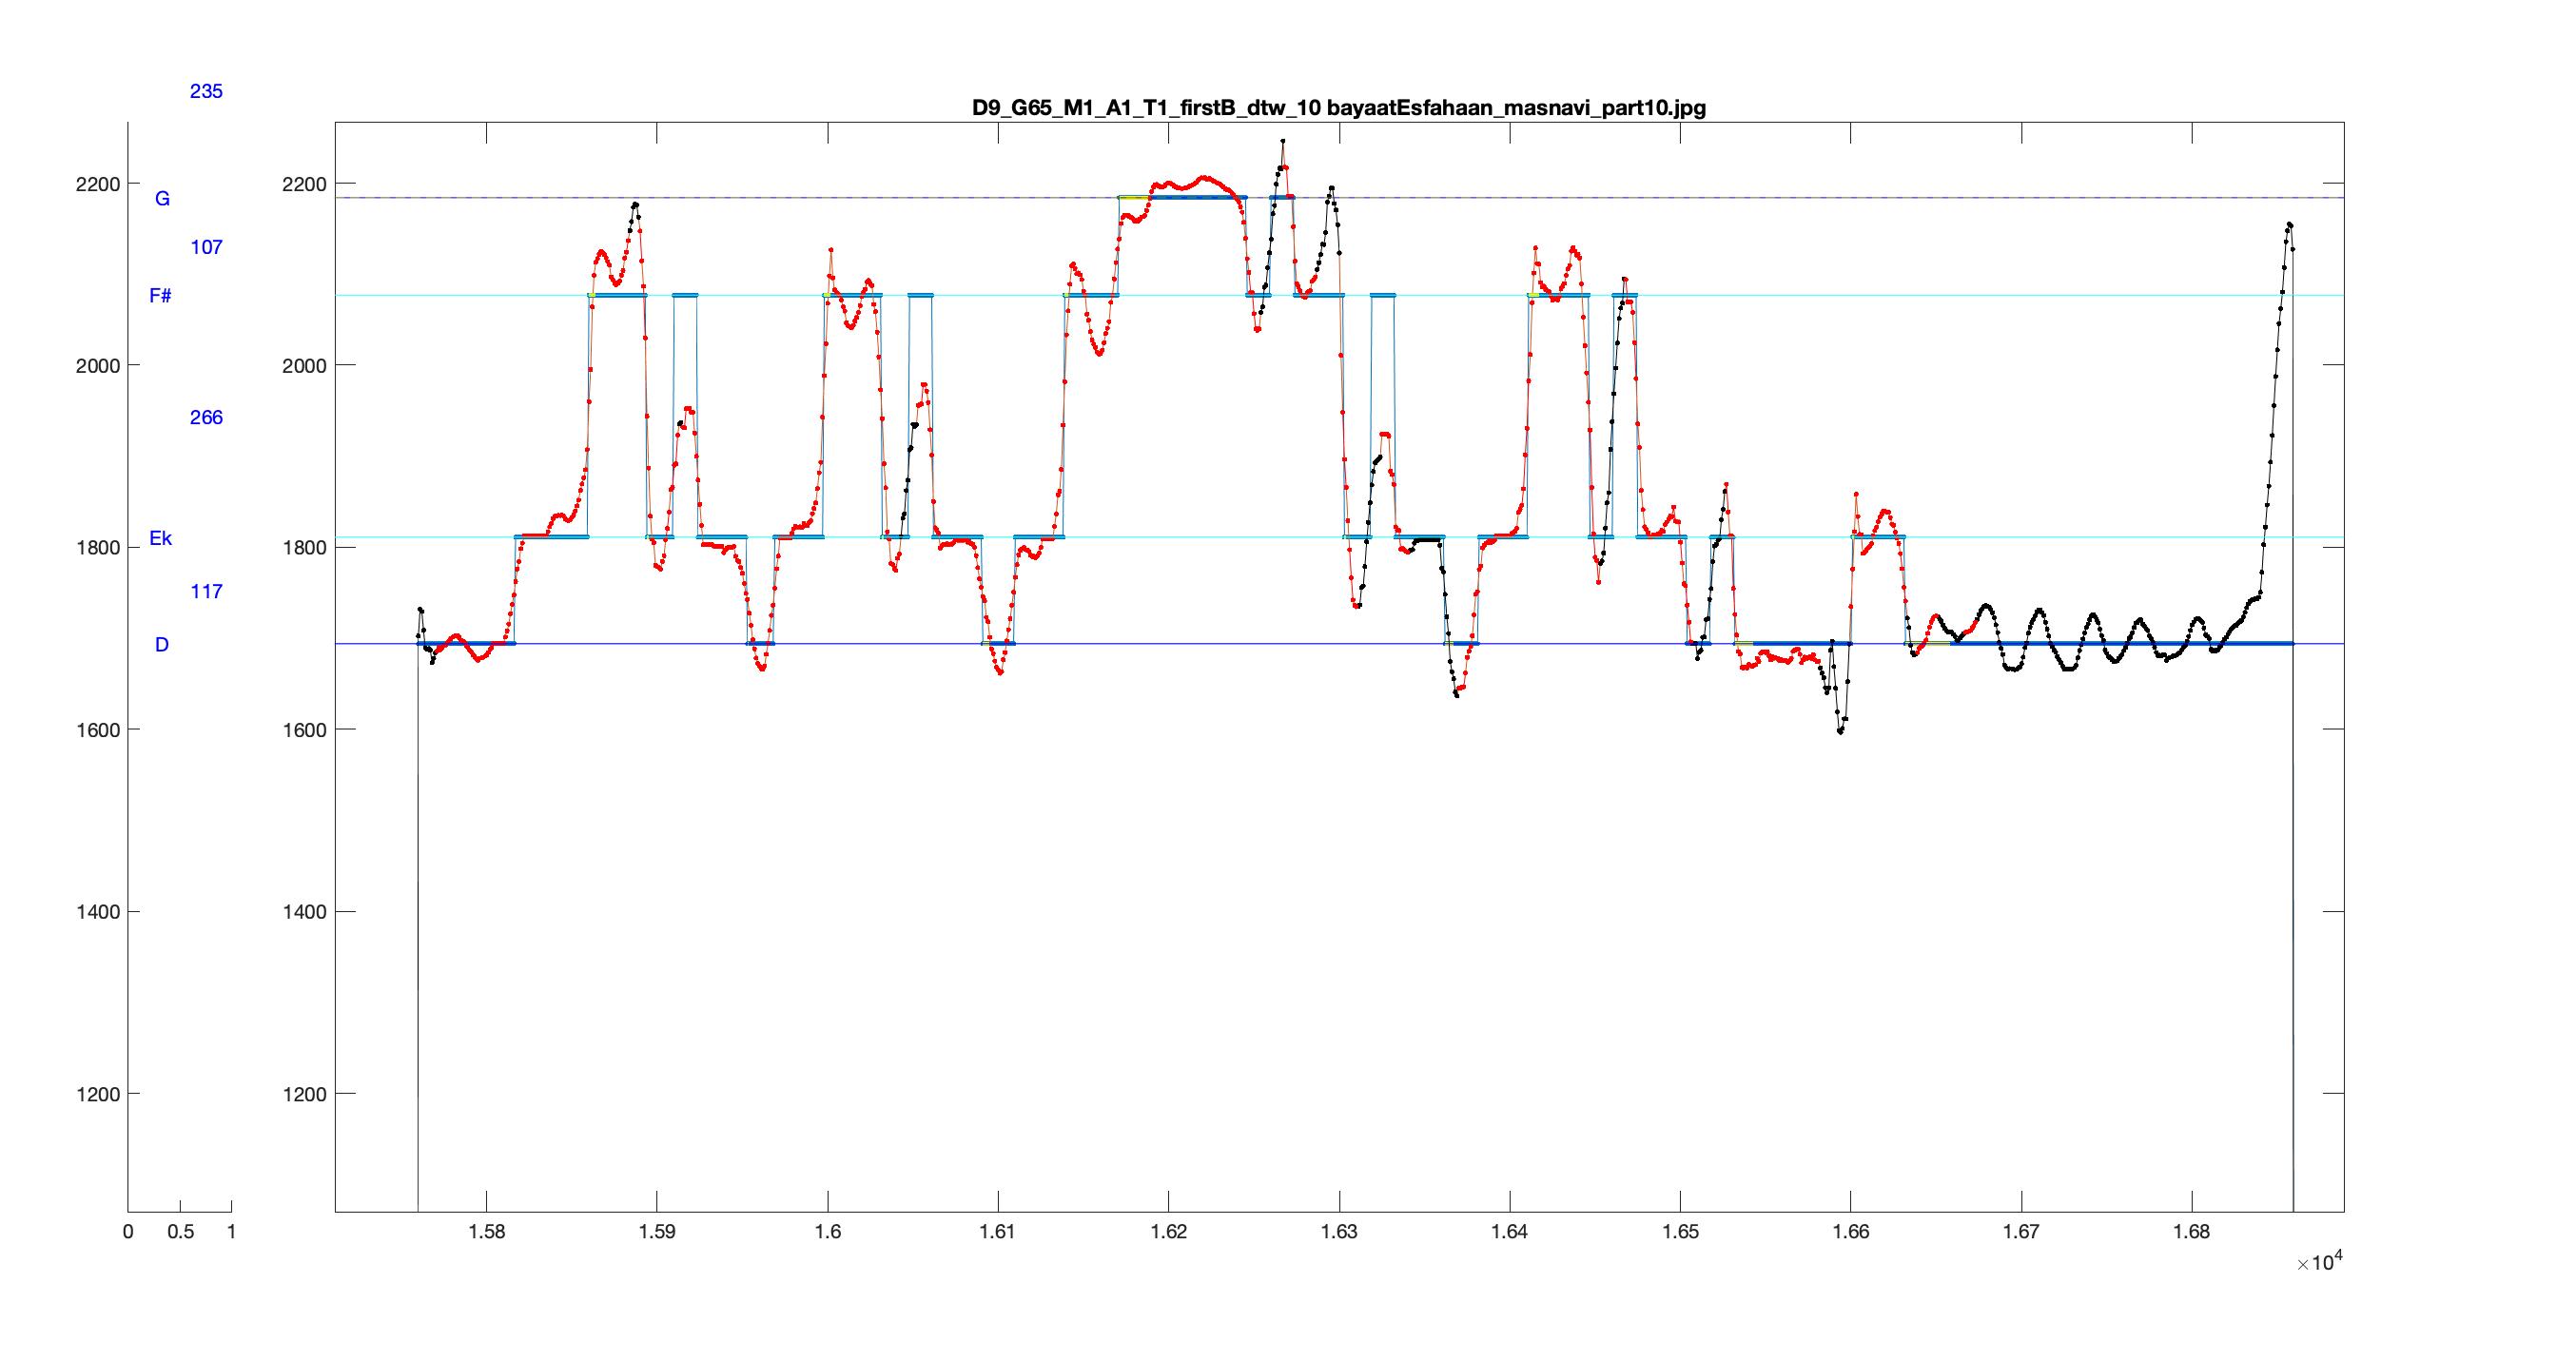 235
D9_G65_M1_A1_T1_firstB_dtw_10 bayaatEsfahaan_masnavi_part10.jpg
2200 G 2200
107
F#
2000 2000
266
1800 Ek 1800
117
D
1600 1600
1400 1400
1200 1200
0 0.5 1 1.58 1.59 1.6 1.61 1.62 1.63 1.64 1.65 1.66 1.67 1.68
×10^4